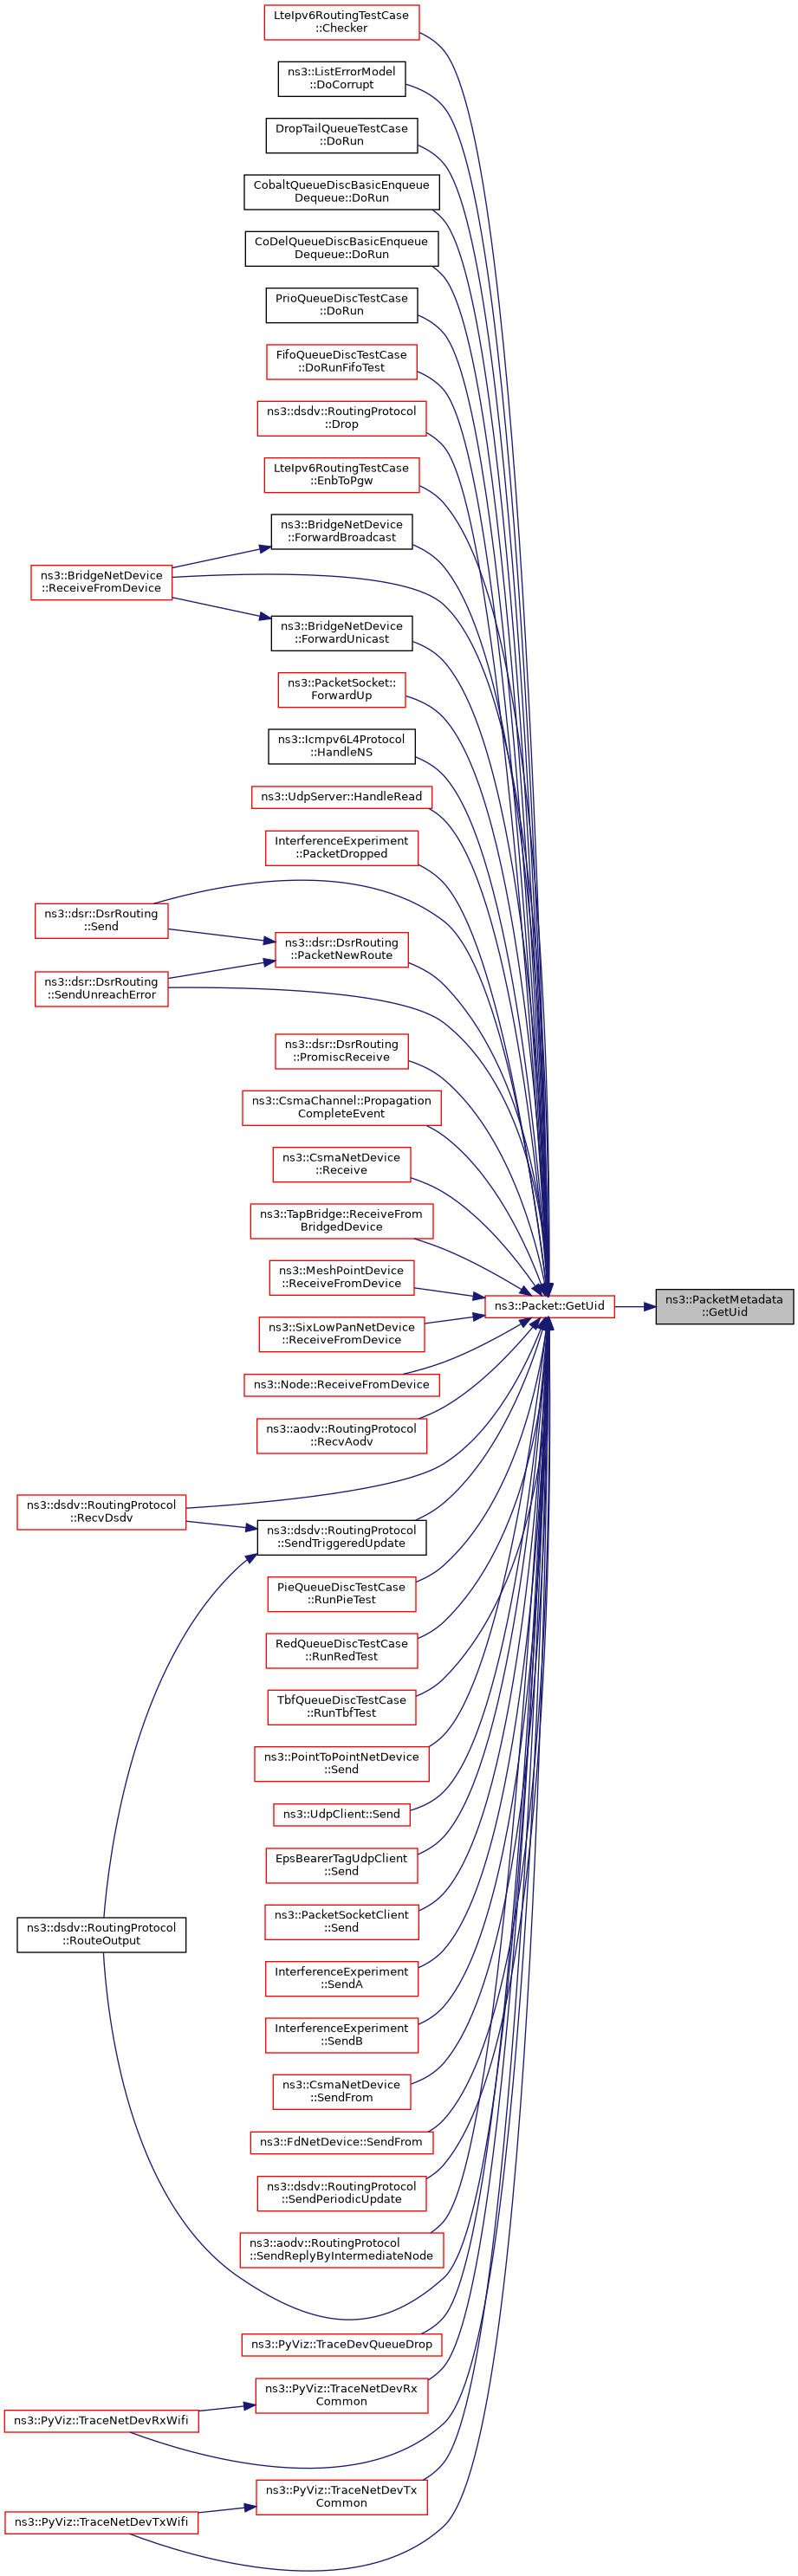 LteIpv6RoutingTestCase
::Checker
ns3::ListErrorModel
::DoCorrupt
DropTailQueueTestCase
::DoRun
CobaltQueueDiscBasicEnqueue
Dequeue::DoRun
CoDelQueueDiscBasicEnqueue
Dequeue::DoRun
PrioQueueDiscTestCase
::DoRun
FifoQueueDiscTestCase
::DoRunFifoTest
ns3::dsdv::RoutingProtocol
::Drop
LteIpv6RoutingTestCase
::EnbToPgw
ns3::BridgeNetDevice
::ForwardBroadcast
ns3::BridgeNetDevice
::ReceiveFromDevice
ns3::BridgeNetDevice
::ForwardUnicast
ns3::PacketSocket::
ForwardUp
ns3::Icmpv6L4Protocol
::HandleNS
ns3::UdpServer::HandleRead
InterferenceExperiment
::PacketDropped
ns3::dsr::DsrRouting
::Send
ns3::dsr::DsrRouting
::PacketNewRoute
ns3::dsr::DsrRouting
::SendUnreachError
ns3::dsr::DsrRouting
::PromiscReceive
ns3::CsmaChannel::Propagation
CompleteEvent
ns3::CsmaNetDevice
::Receive
ns3::TapBridge::ReceiveFrom
BridgedDevice
ns3::MeshPointDevice
::ReceiveFromDevice
ns3::Packet::GetUid
ns3::PacketMetadata
::GetUid
ns3::SixLowPanNetDevice
::ReceiveFromDevice
ns3::Node::ReceiveFromDevice
ns3::aodv::RoutingProtocol
::RecvAodv
ns3::dsdv::RoutingProtocol
::RecvDsdv
ns3::dsdv::RoutingProtocol
::SendTriggeredUpdate
PieQueueDiscTestCase
::RunPieTest
RedQueueDiscTestCase
::RunRedTest
TbfQueueDiscTestCase
::RunTbfTest
ns3::PointToPointNetDevice
::Send
ns3::UdpClient::Send
EpsBearerTagUdpClient
::Send
ns3::PacketSocketClient
::Send
ns3::dsdv::RoutingProtocol
::RouteOutput
InterferenceExperiment
::SendA
InterferenceExperiment
::SendB
ns3::CsmaNetDevice
::SendFrom
ns3::FdNetDevice::SendFrom
ns3::dsdv::RoutingProtocol
::SendPeriodicUpdate
ns3::aodv::RoutingProtocol
::SendReplyByIntermediateNode
ns3::PyViz::TraceDevQueueDrop
ns3::PyViz::TraceNetDevRx
Common
ns3::PyViz::TraceNetDevRxWifi
ns3::PyViz::TraceNetDevTx
Common
ns3::PyViz::TraceNetDevTxWifi